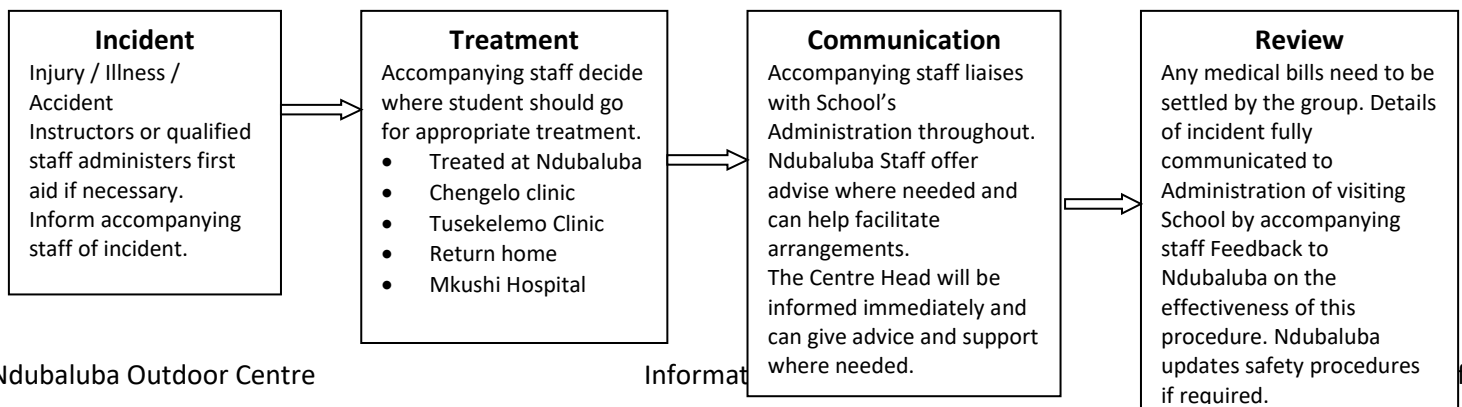 Incident
Injury / Illness /
Accident
Instructors or qualified
staff administers first
aid if necessary.
Inform accompanying
staff of incident.
Treatment
Accompanying staff decide
where student should go
for appropriate treatment.
• Treated at Ndubaluba
• Chengelo clinic
• Tusekelemo Clinic
• Return home
• Mkushi Hospital
Communication
Accompanying staff liaises
with School's
Administration throughout.
Ndubaluba Staff offer
advise where needed and
can help facilitate
arrangements.
The Centre Head will be
informed immediately and
can give advice and support
where needed.
Review
Any medical bills need to be
settled by the group. Details
of incident fully
communicated to
Administration of visiting
School by accompanying
staff Feedback to
Ndubaluba on the
effectiveness of this
procedure. Ndubaluba
updates safety procedures
if required.
Ndubaluba Outdoor Centre
Informat